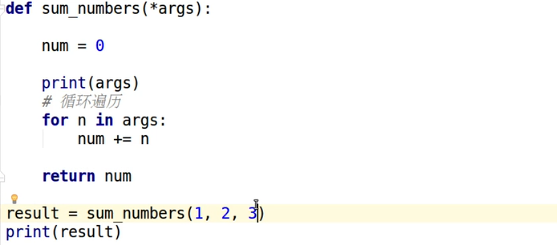 def sum_numbers(*args):
num = 0
print(args)
# 循环遍历
for n in args:
num += n
return num
result = sum_numbers(1, 2, 3)
print(result)